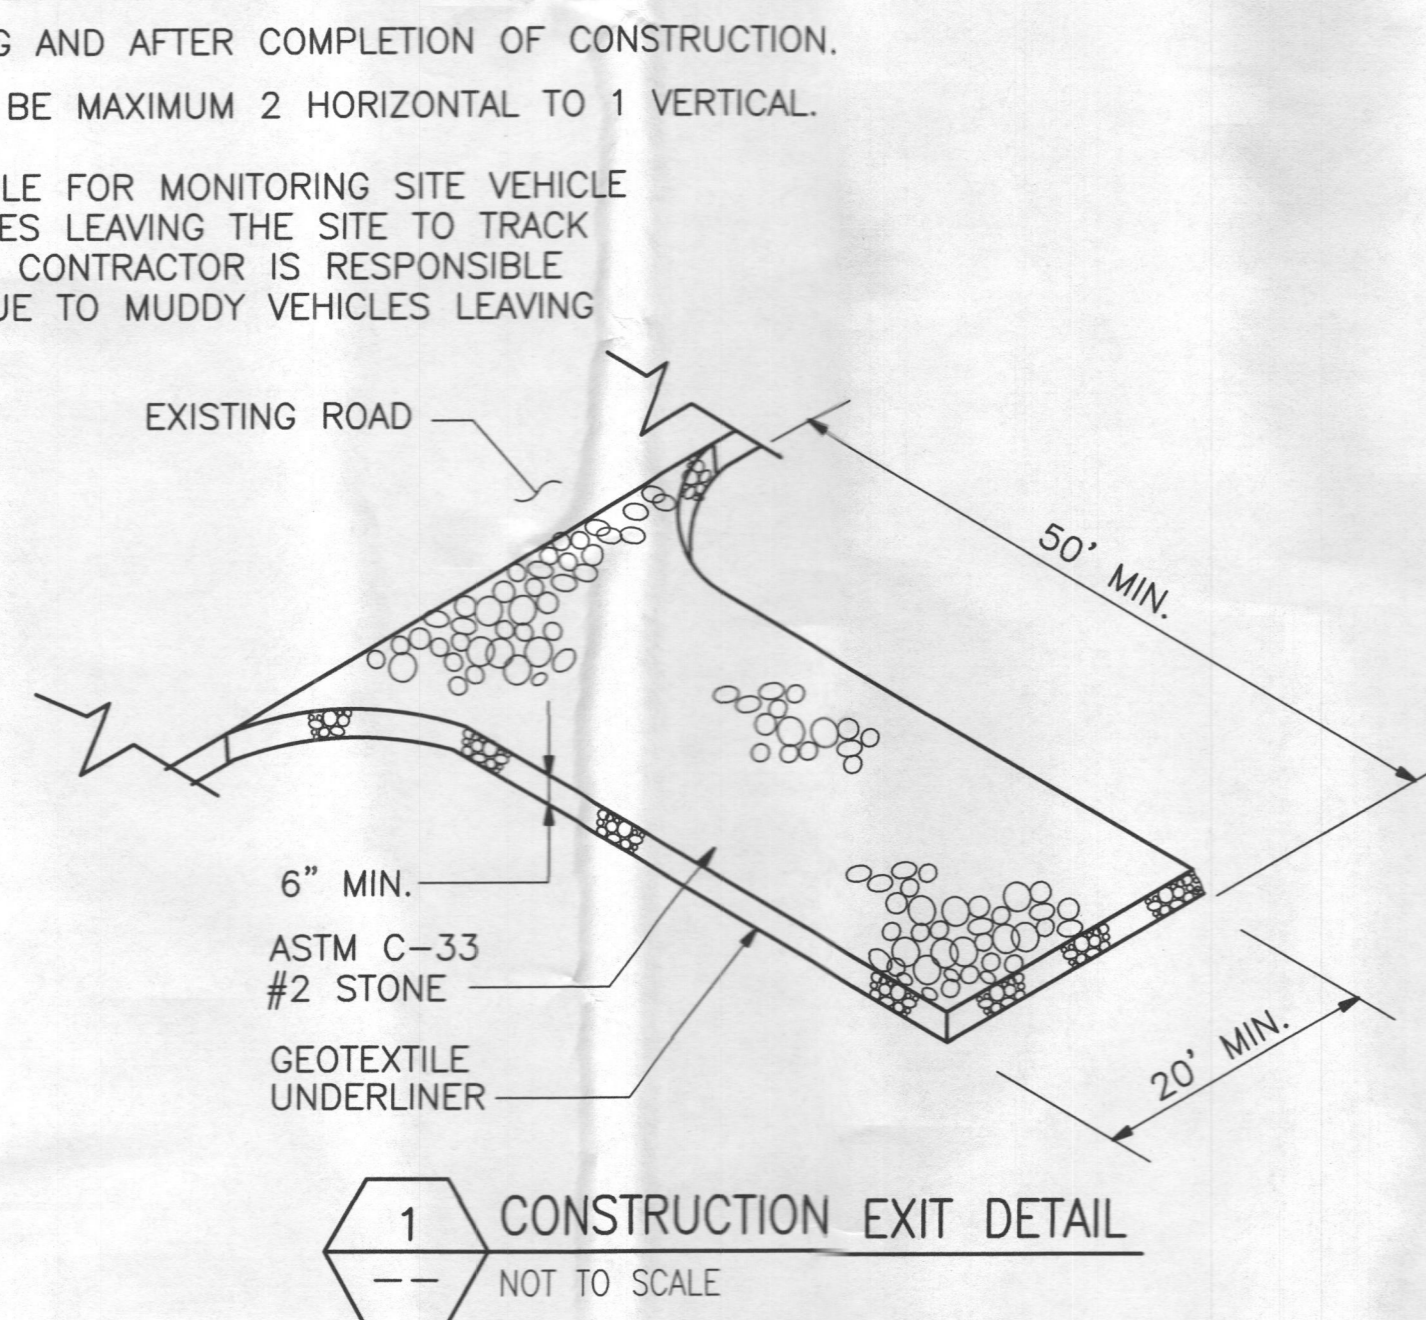 AND AFTER COMPLETION OF CONSTRUCTION.
BE MAXIMUM 2 HORIZONTAL TO 1 VERTICAL.
LE FOR MONITORING SITE VEHICLE
ES LEAVING THE SITE TO TRACK
CONTRACTOR IS RESPONSIBLE
UE TO MUDDY VEHICLES LEAVING
EXISTING ROAD
50' MIN.
6" MIN.
ASTM C-33
#2 STONE
GEOTEXTILE
UNDERLINER
20' MIN.
1
CONSTRUCTION EXIT DETAIL
--
NOT TO SCALE